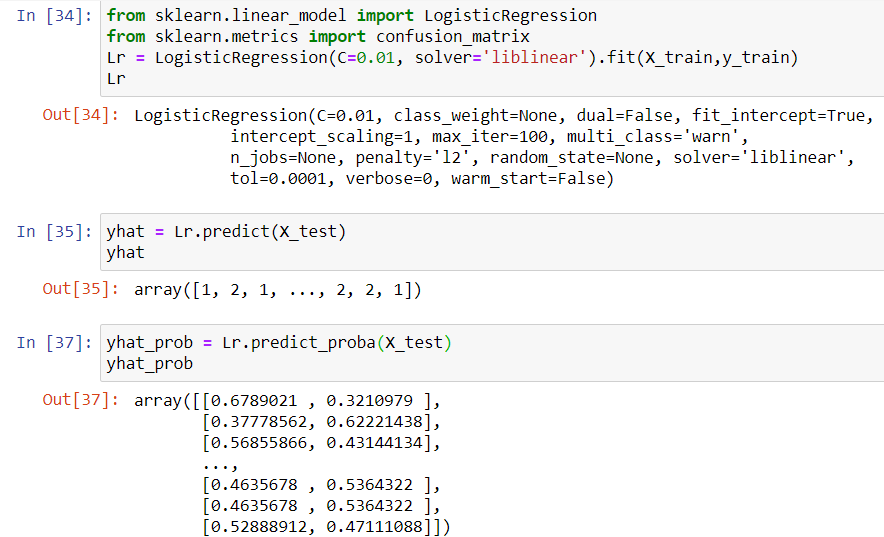 In [34]: from sklearn.linear_model import LogisticRegression
from sklearn.metrics import confusion_matrix
Lr = LogisticRegression(C=0.01, solver='liblinear').fit(X_train,y_train)
Lr
Out[34]: LogisticRegression(C=0.01, class_weight=None, dual=False, fit_intercept=True,
intercept_scaling=1, max_iter=100, multi_class='warn',
n_jobs=None, penalty='l2', random_state=None, solver='liblinear',
tol=0.0001, verbose=0, warm_start=False)
In [35]: yhat = Lr.predict(X_test)
yhat
Out[35]: array([1, 2, 1, ..., 2, 2, 1])
In [37]: yhat_prob = Lr.predict_proba(X_test)
yhat_prob
Out[37]: array([[0.6789021 , 0.3210979 ],
[0.37778562, 0.62221438],
[0.56855866, 0.43144134],
...,
[0.4635678 , 0.5364322 ],
[0.4635678 , 0.5364322 ],
[0.52888912, 0.47111088]])